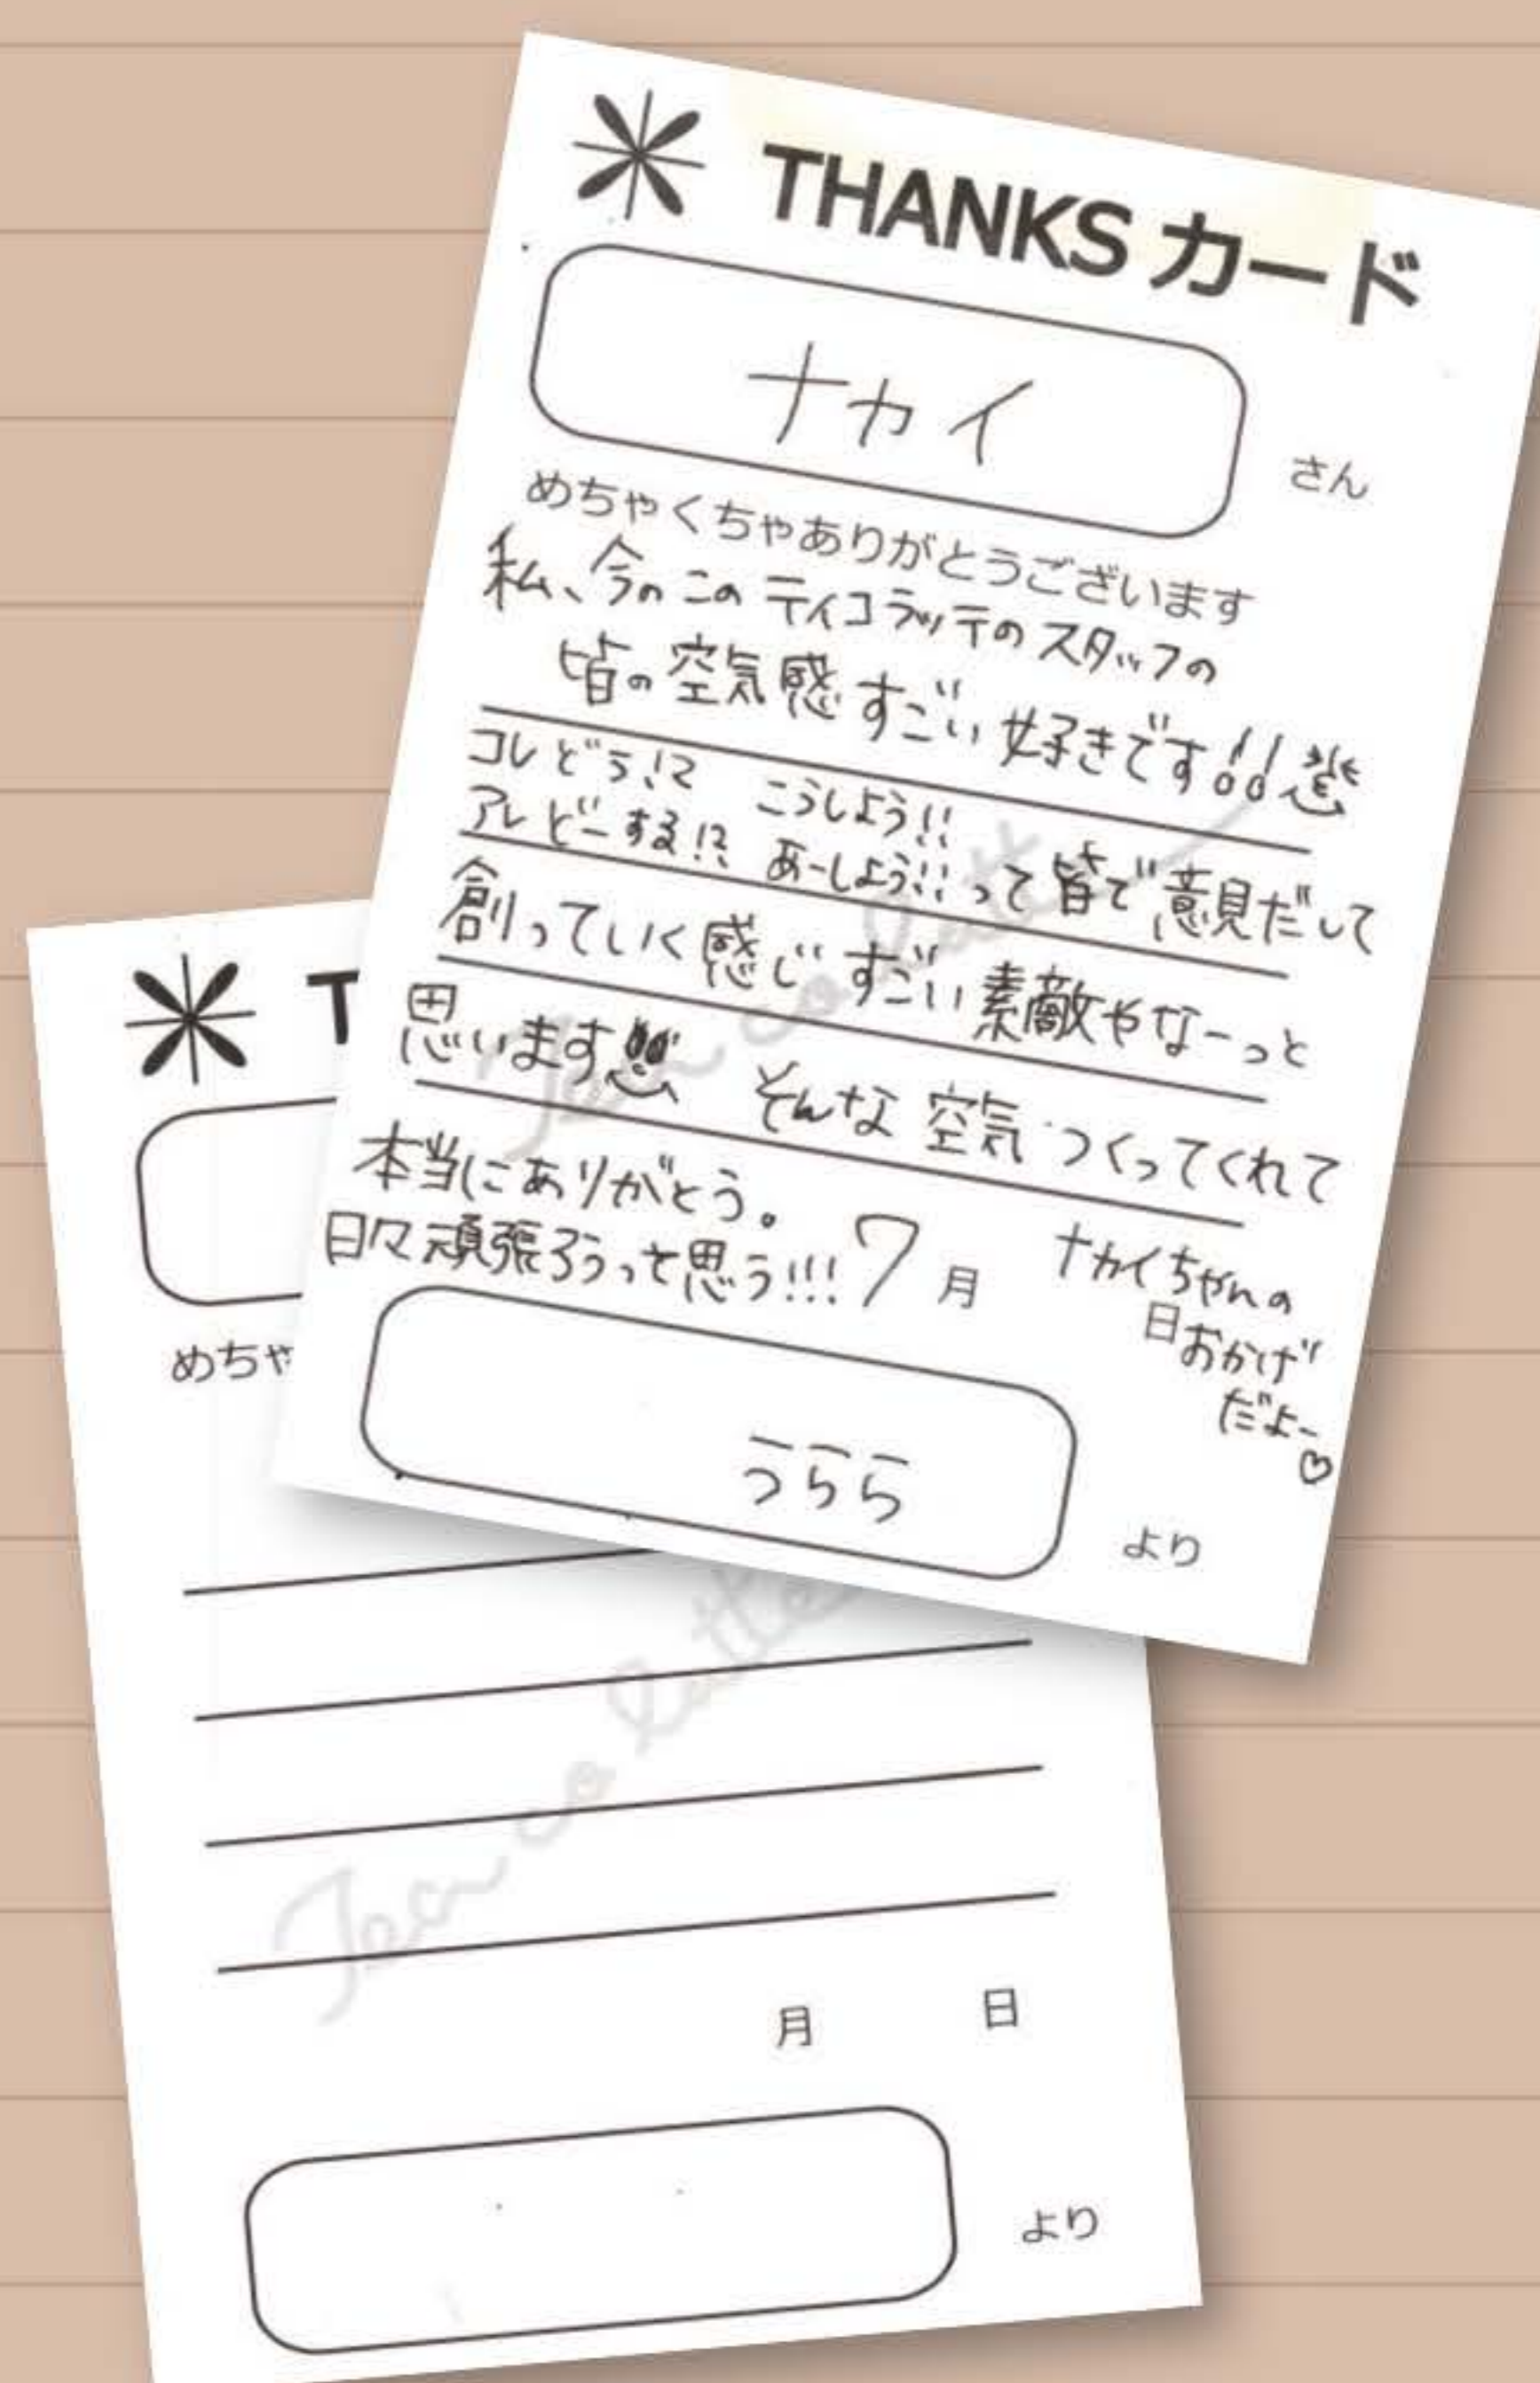 THANKS カード
ナカイ
さん
めちゃくちゃありがとうございます
私、今のこのティコラッテのスタッフの
皆の空気感すごい好きです!!
コレどう!? こうしよう!!
アレどーする!? あーしよう!!って皆で意見だして
創っていく感じすごい素敵やなーっと
思います そんな空気つくってくれて
本当にありがとう。
ナカイちゃんの
おかげ
だよー♡
日々頑張ろうって思う!!!
7月 日
うらら
より
Tea co latte
T
めちゃ
Tea co latte
月 日
より